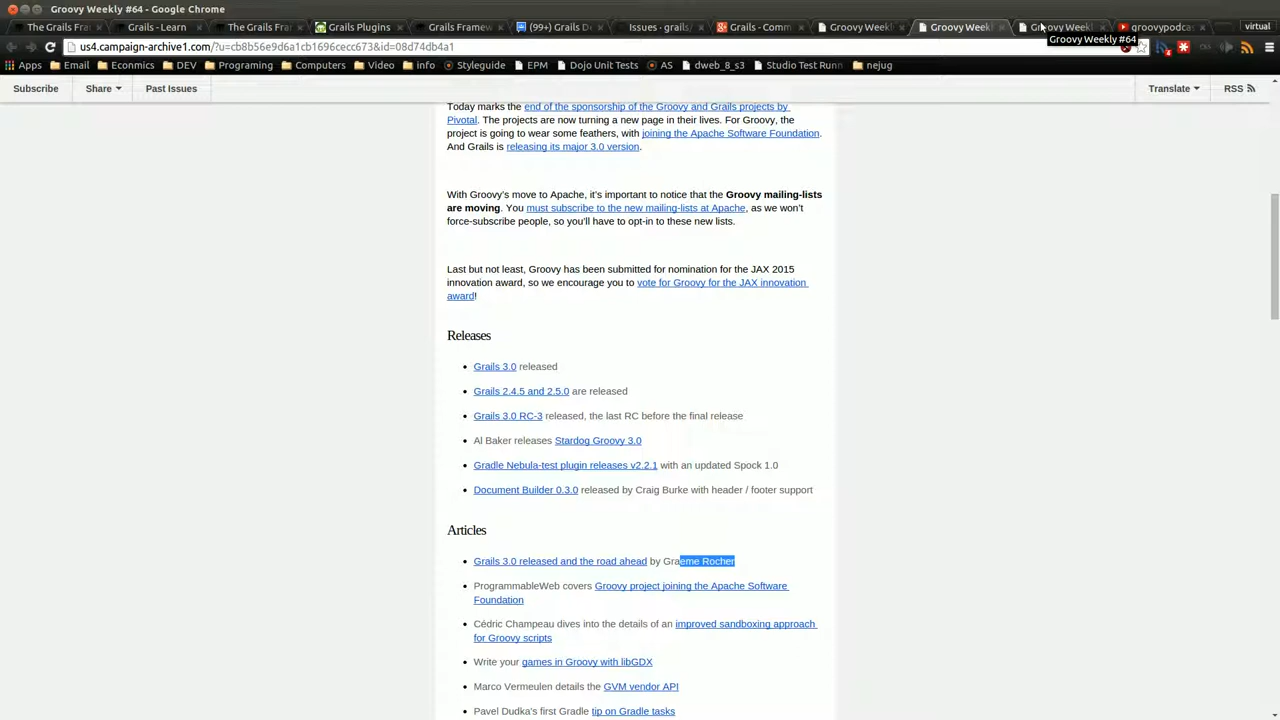 Groovy Weekly #64 - Google Chrome
The Grails Fra
Grails - Learn
The Grails Fra
Grails Plugins
Grails Framew
(99+) Grails D
Issues · grails/
Grails - Comm
Groovy Weekl
Groovy Weekl
Groovy Weekl
groovypodcas
virtual
Groovy Weekly #64
us4.campaign-archive1.com/?u=cb8b56e9d6a1cb1696cecc673&id=08d74db4a1
Apps Email Econmics DEV Programing Computers Video info Styleguide EPM Dojo Unit Tests AS dweb_8_s3 Studio Test Runn nejug
Subscribe Share Past Issues Translate RSS
Today marks the end of the sponsorship of the Groovy and Grails projects by
Pivotal. The projects are now turning a new page in their lives. For Groovy, the
project is going to wear some feathers, with joining the Apache Software Foundation.
And Grails is releasing its major 3.0 version.
With Groovy's move to Apache, it's important to notice that the Groovy mailing-lists
are moving. You must subscribe to the new mailing-lists at Apache, as we won't
force-subscribe people, so you'll have to opt-in to these new lists.
Last but not least, Groovy has been submitted for nomination for the JAX 2015
innovation award, so we encourage you to vote for Groovy for the JAX innovation
award!
Releases
Grails 3.0 released
Grails 2.4.5 and 2.5.0 are released
Grails 3.0 RC-3 released, the last RC before the final release
Al Baker releases Stardog Groovy 3.0
Gradle Nebula-test plugin releases v2.2.1 with an updated Spock 1.0
Document Builder 0.3.0 released by Craig Burke with header / footer support
Articles
Grails 3.0 released and the road ahead by Graeme Rocher
ProgrammableWeb covers Groovy project joining the Apache Software
Foundation
Cédric Champeau dives into the details of an improved sandboxing approach
for Groovy scripts
Write your games in Groovy with libGDX
Marco Vermeulen details the GVM vendor API
Pavel Dudka's first Gradle tip on Gradle tasks